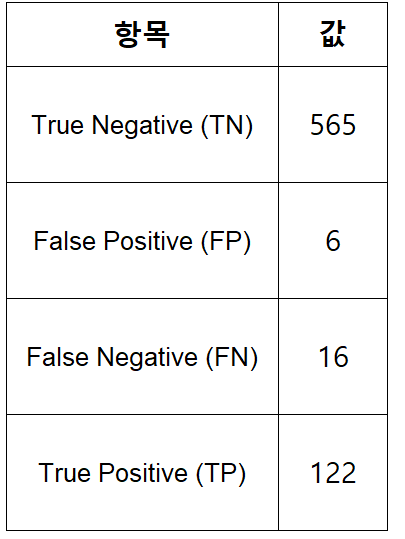 항목 값
True Negative (TN) 565
False Positive (FP) 6
False Negative (FN) 16
True Positive (TP) 122